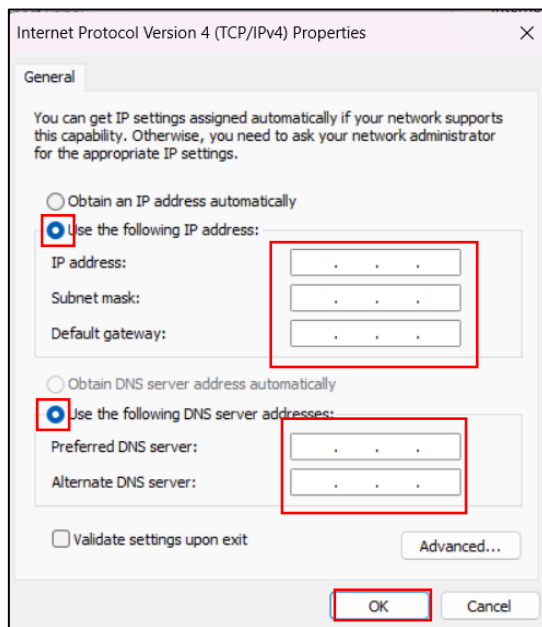 Internet Protocol Version 4 (TCP/IPv4) Properties
General
You can get IP settings assigned automatically if your network supports
this capability. Otherwise, you need to ask your network administrator
for the appropriate IP settings.
Obtain an IP address automatically
Use the following IP address:
IP address:
. . .
Subnet mask:
. . .
Default gateway:
. . .
Obtain DNS server address automatically
Use the following DNS server addresses:
Preferred DNS server:
. . .
Alternate DNS server:
. . .
Validate settings upon exit
Advanced...
OK
Cancel